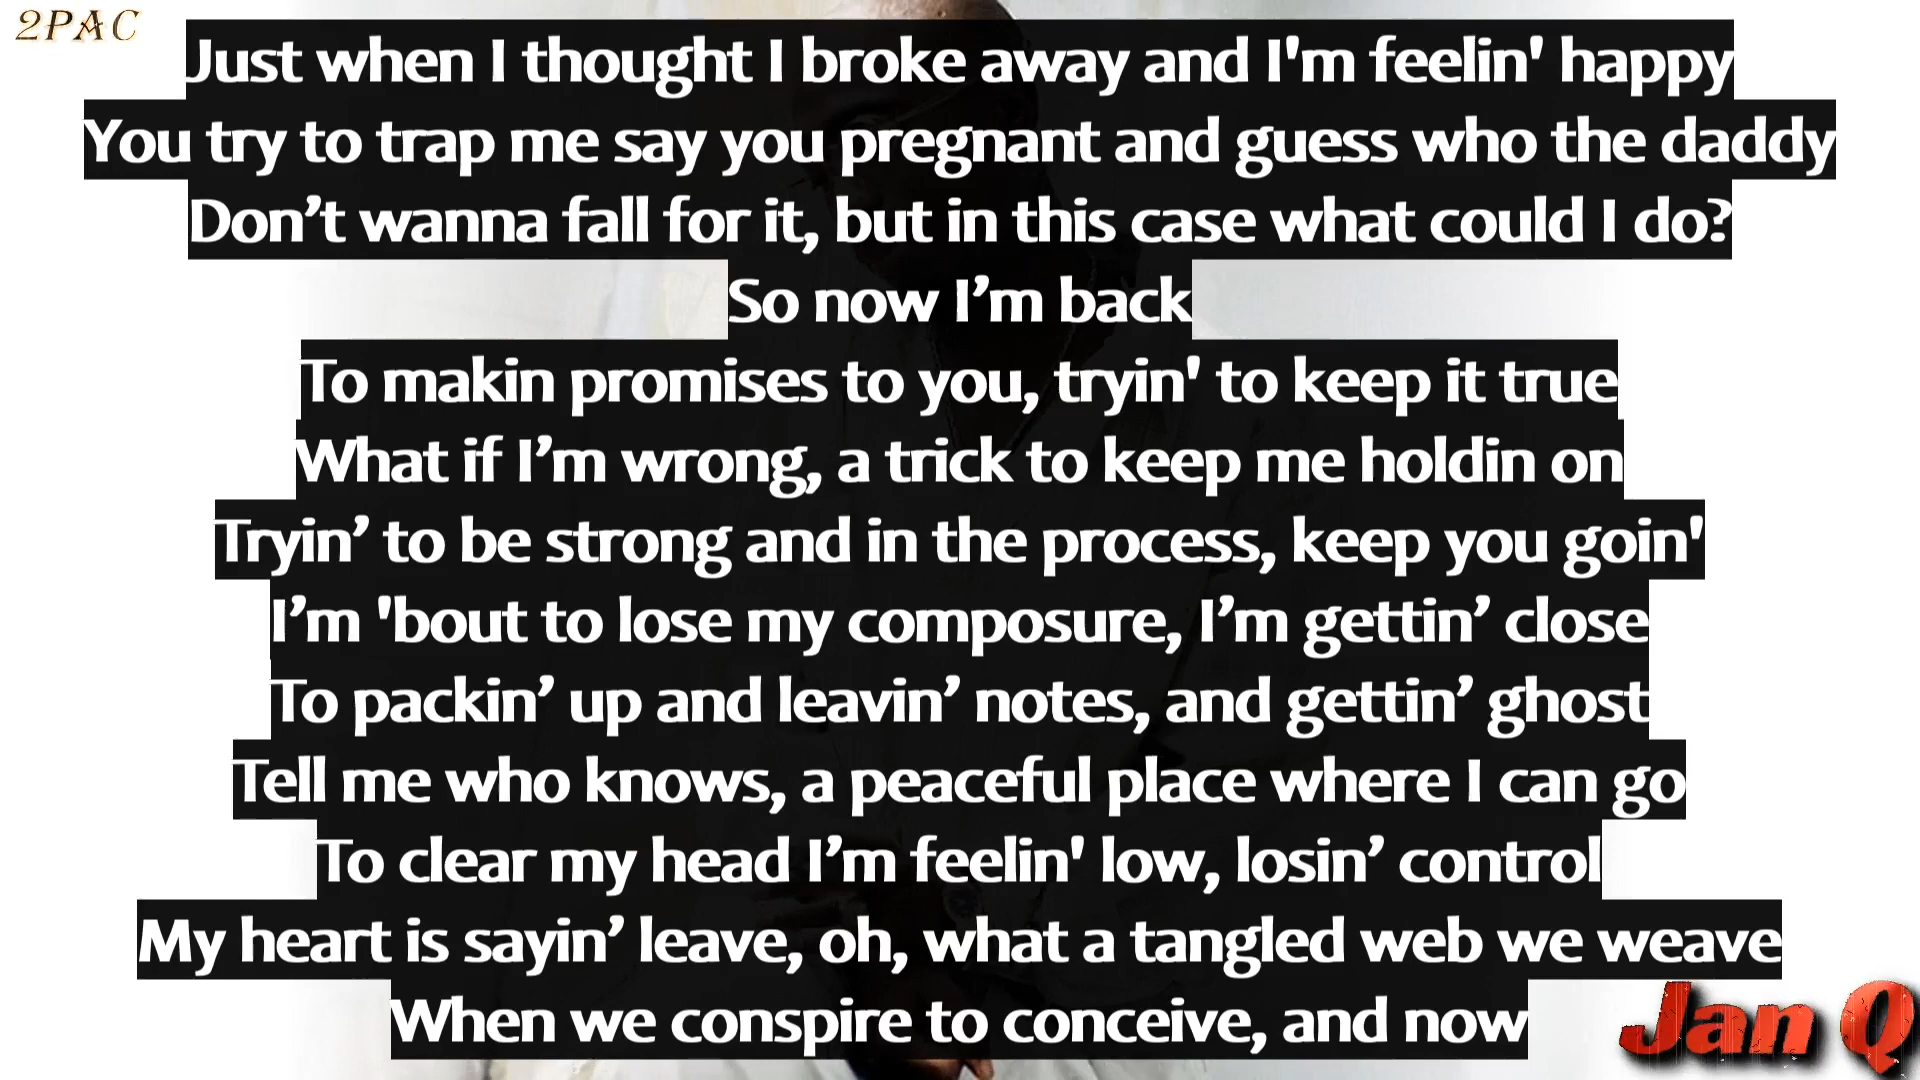 2PAC
Just when I thought I broke away and I'm feelin' happy
You try to trap me say you pregnant and guess who the daddy
Don’t wanna fall for it, but in this case what could I do?
So now I’m back
To makin promises to you, tryin' to keep it true
What if I’m wrong, a trick to keep me holdin on
Tryin’ to be strong and in the process, keep you goin'
I’m 'bout to lose my composure, I’m gettin’ close
To packin’ up and leavin’ notes, and gettin’ ghost
Tell me who knows, a peaceful place where I can go
To clear my head I’m feelin' low, losin’ control
My heart is sayin’ leave, oh, what a tangled web we weave
When we conspire to conceive, and now
Jan Q